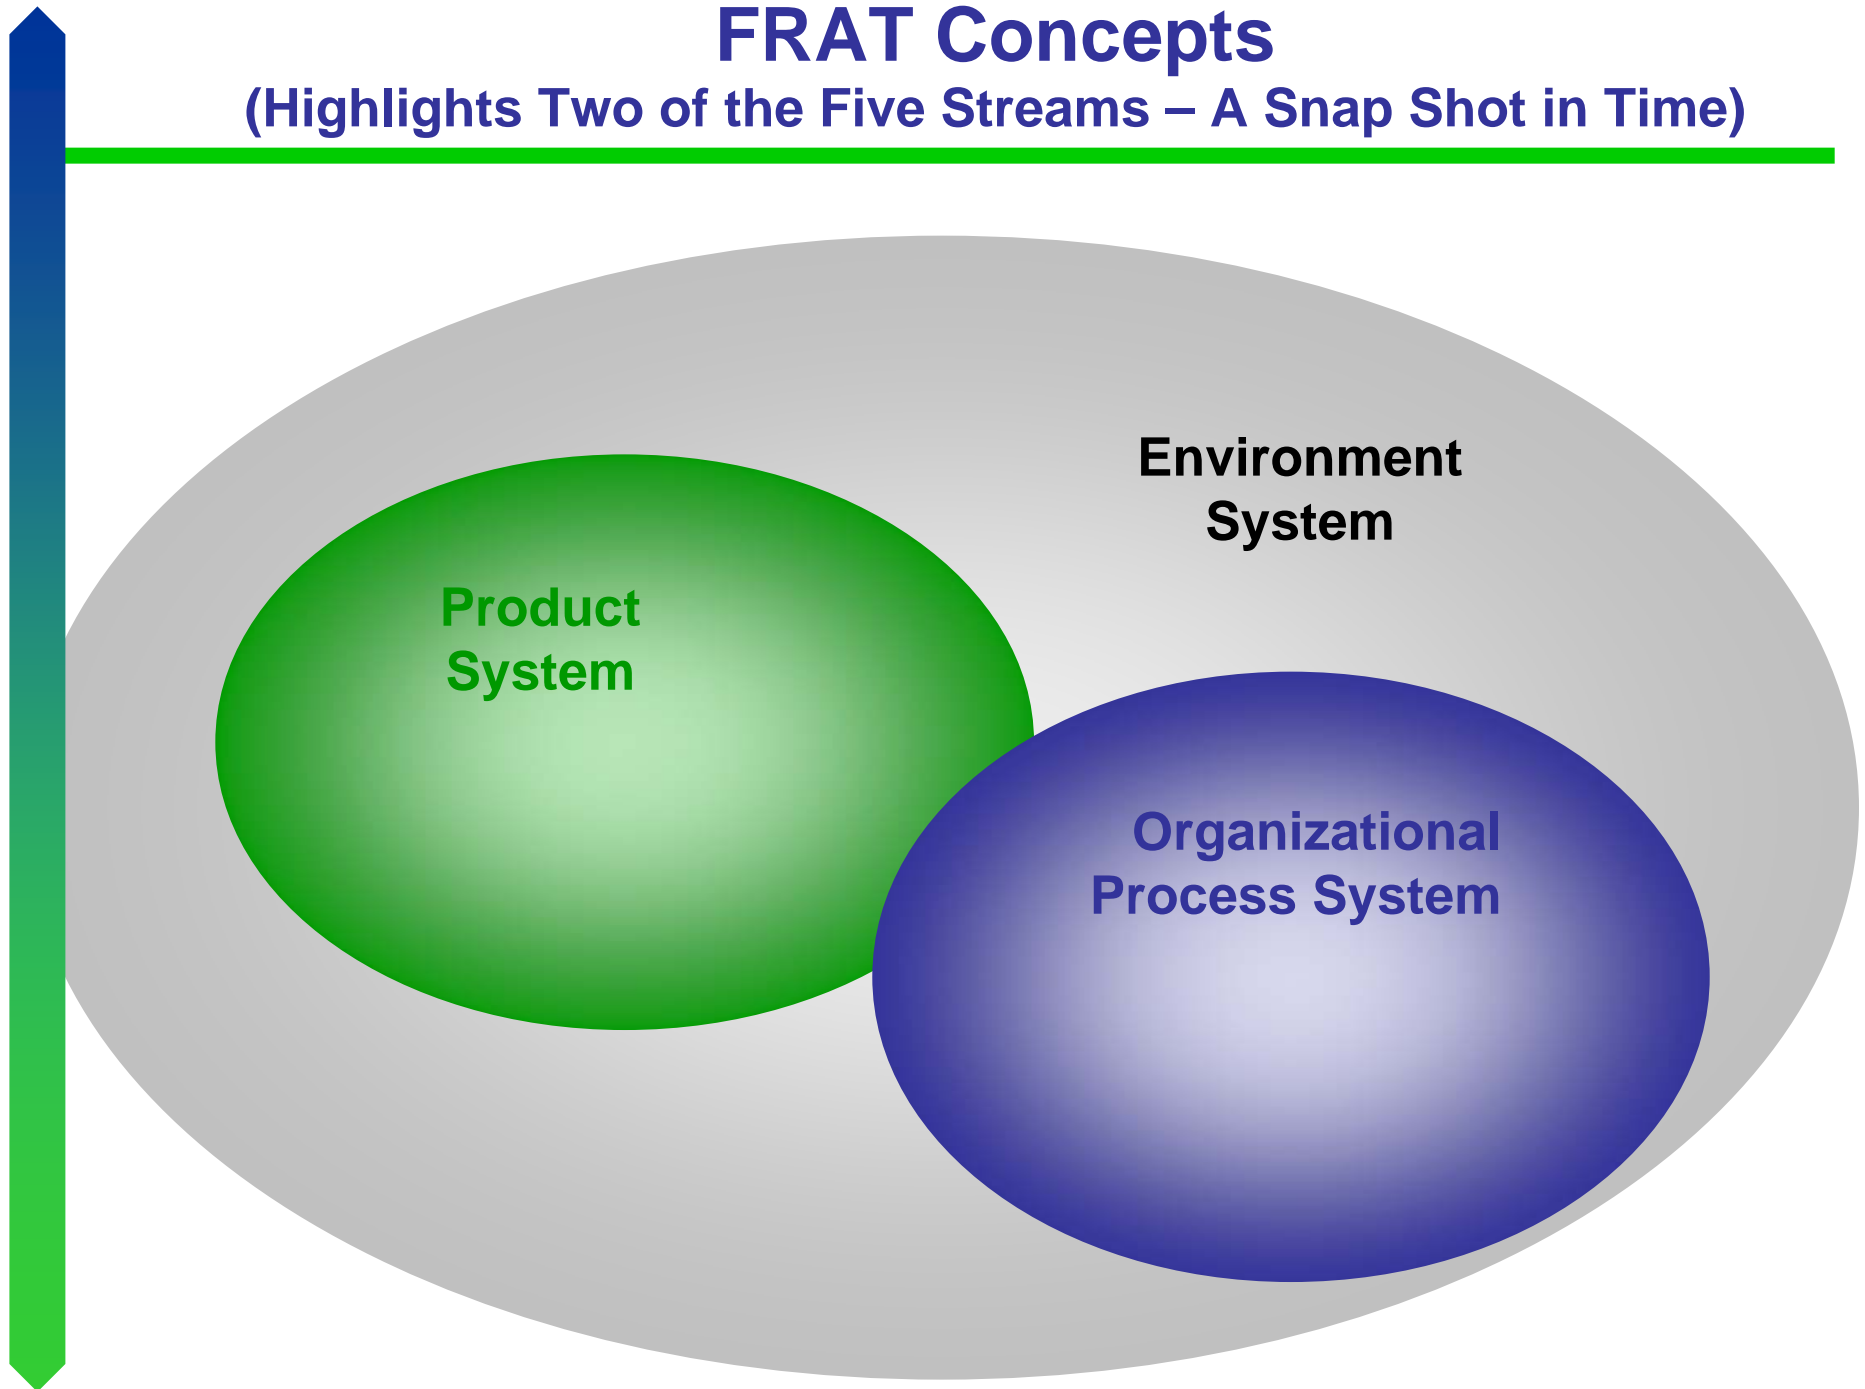 FRAT Concepts
(Highlights Two of the Five Streams – A Snap Shot in Time)
Environment
System
Product
System
Organizational
Process System